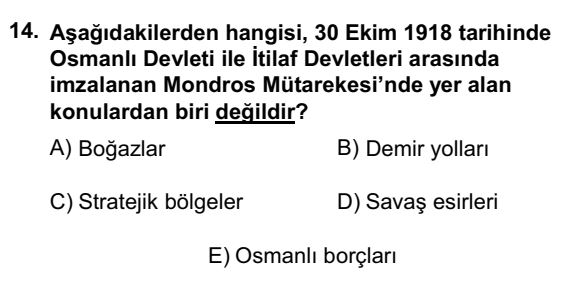 14. Aşağıdakilerden hangisi, 30 Ekim 1918 tarihinde
Osmanlı Devleti ile İtilaf Devletleri arasında
imzalanan Mondros Mütarekesi’nde yer alan
konulardan biri değildir?
A) Boğazlar B) Demir yolları
C) Stratejik bölgeler D) Savaş esirleri
E) Osmanlı borçları